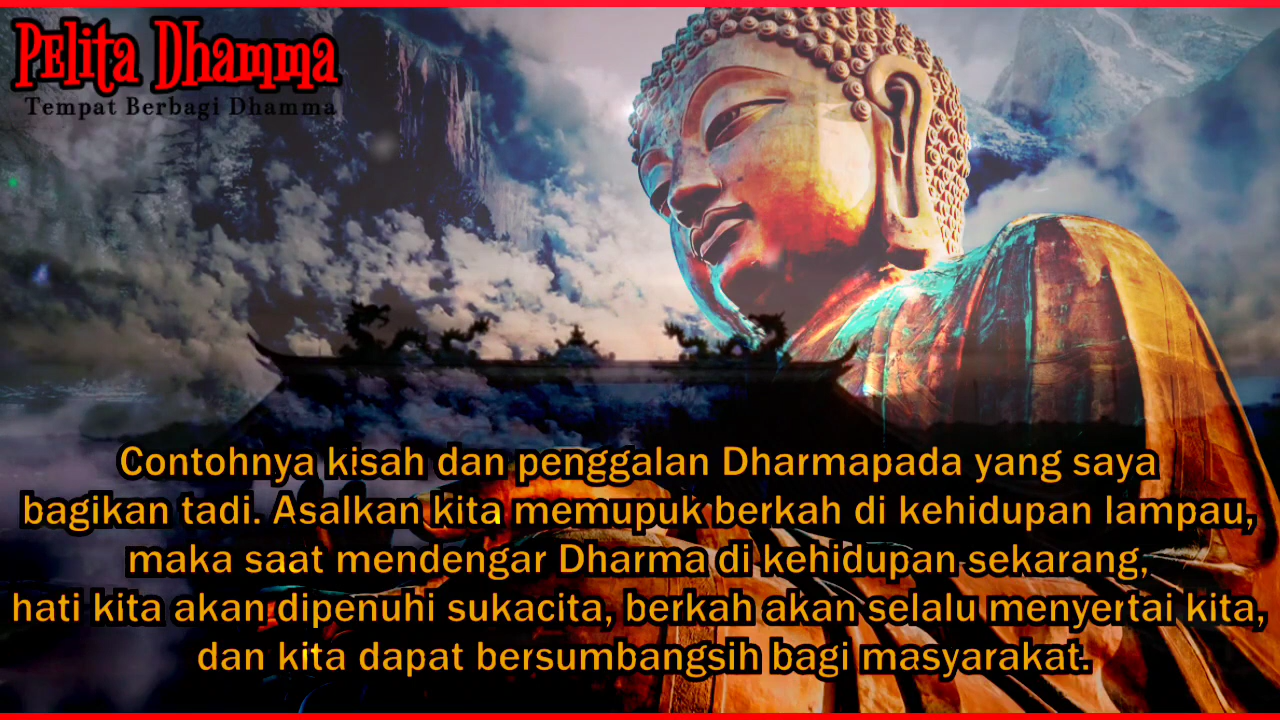 Pelita Dhamma
Tempat Berbagi Dhamma
Contohnya kisah dan penggalan Dharmapada yang saya
bagikan tadi. Asalkan kita memupuk berkah di kehidupan lampau,
maka saat mendengar Dharma di kehidupan sekarang,
hati kita akan dipenuhi sukacita, berkah akan selalu menyertai kita,
dan kita dapat bersumbangsih bagi masyarakat.